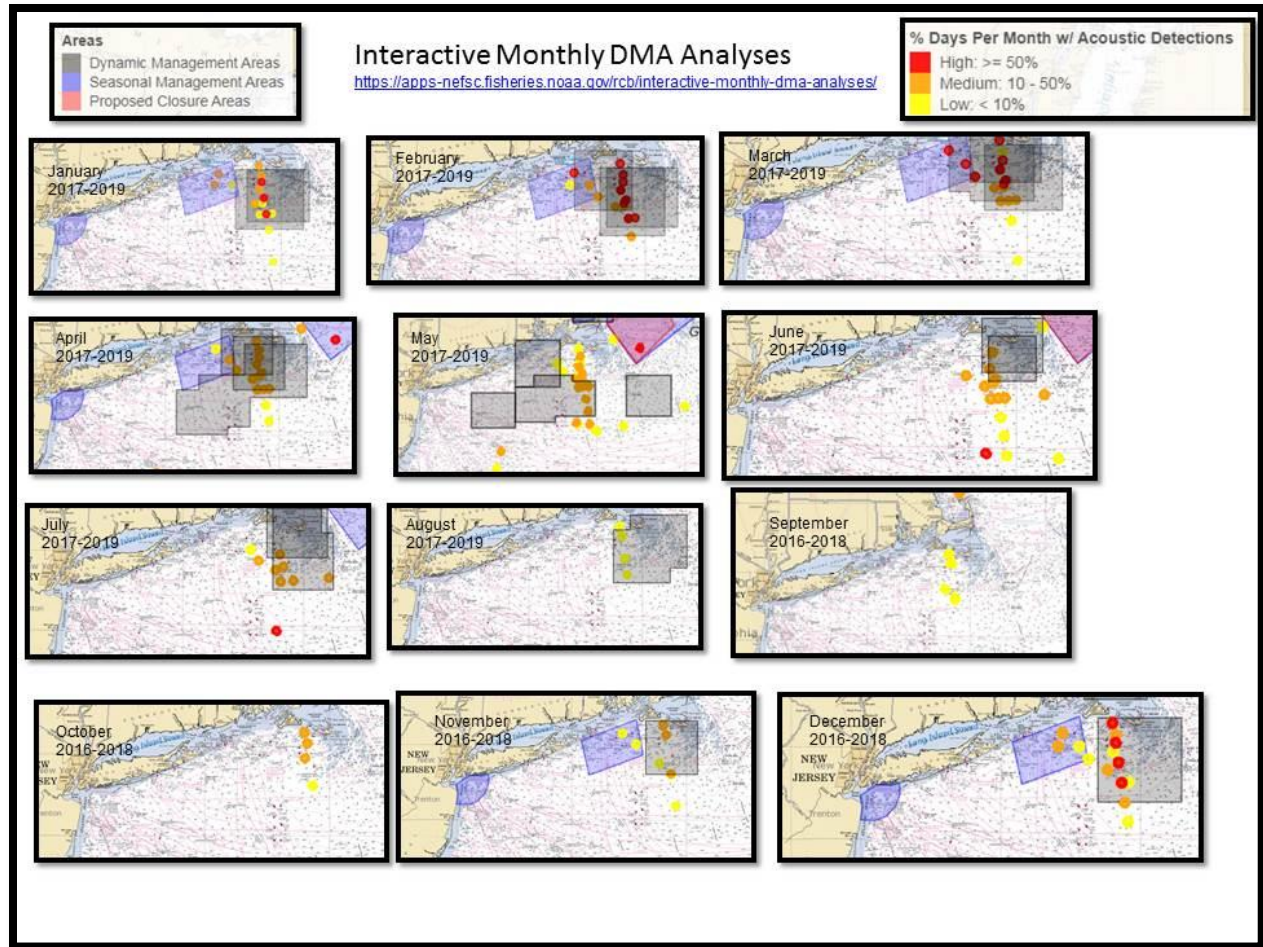 Areas
Dynamic Management Areas
Seasonal Management Areas
Proposed Closure Areas
Interactive Monthly DMA Analyses
https://apps-nefsc.fisheries.noaa.gov/rcb/interactive-monthly-dma-analyses/
% Days Per Month w/ Acoustic Detections
High: >= 50%
Medium: 10 - 50%
Low: < 10%
January
2017-2019
February
2017-2019
March
2017-2019
April
2017-2019
May
2017-2019
June
2017-2019
July
2017-2019
August
2017-2019
September
2016-2018
October
2016-2018
NEW
JERSEY
November
2016-2018
NEW
JERSEY
Trenton
December
2016-2018
NEW
JERSEY
Trenton